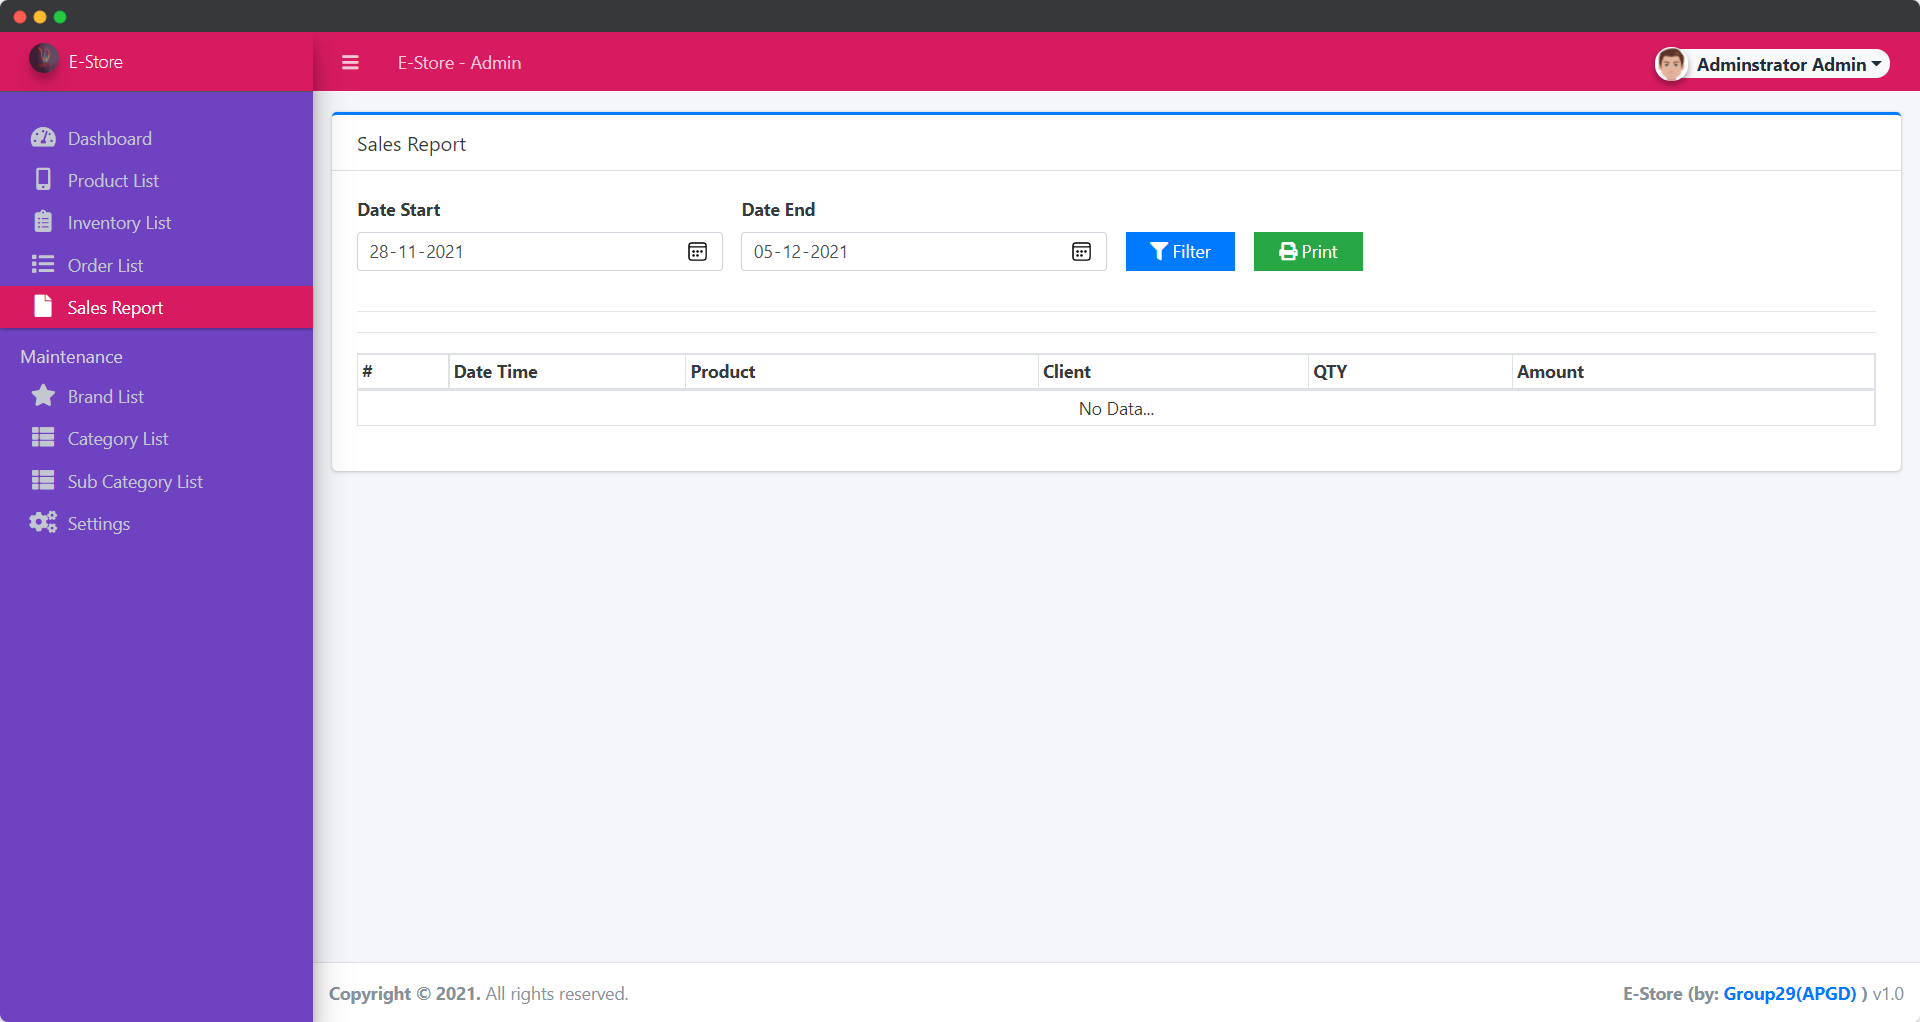 E-Store
E-Store - Admin
Adminstrator Admin
Dashboard
Product List
Inventory List
Order List
Sales Report
Maintenance
Brand List
Category List
Sub Category List
Settings
Sales Report
Date Start
Date End
28-11-2021
05-12-2021
Filter
Print
# Date Time Product Client QTY Amount
No Data...
Copyright © 2021. All rights reserved.
E-Store (by: Group29(APGD) ) v1.0